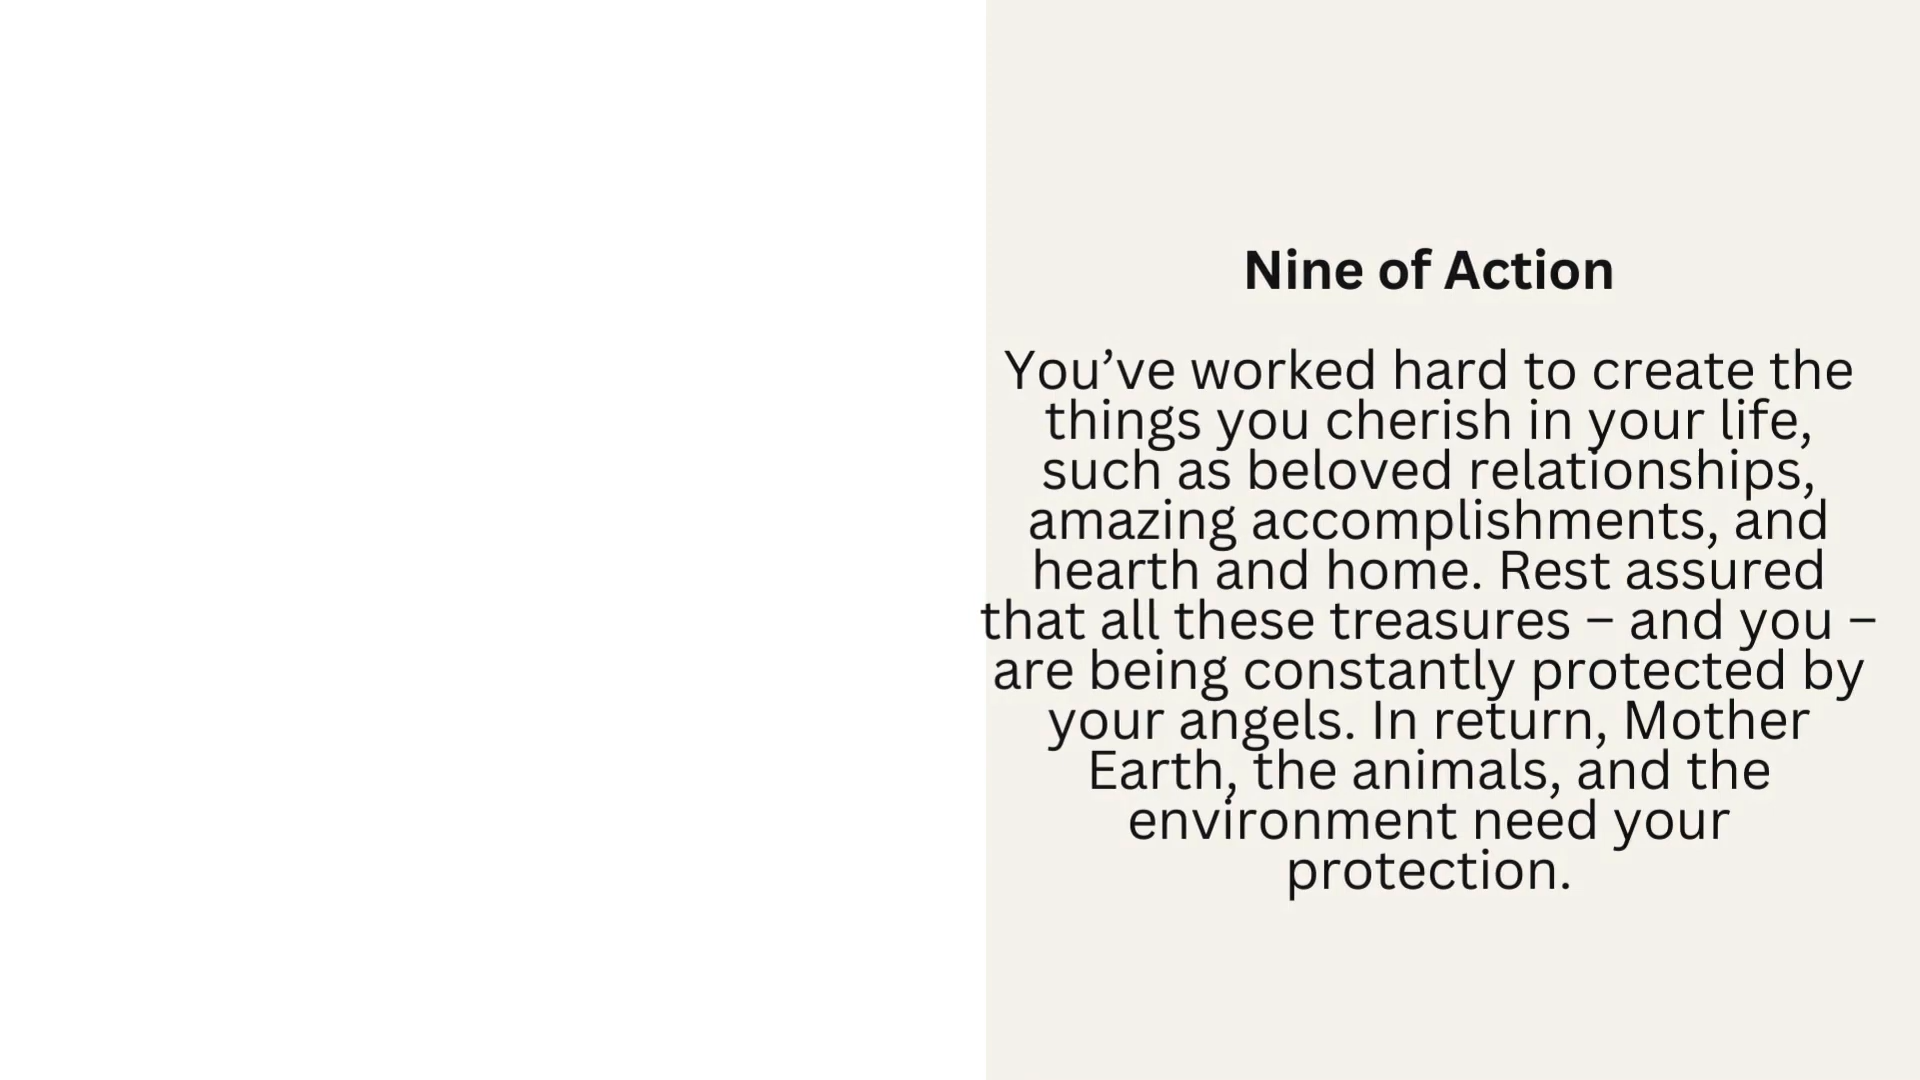 Nine of Action
You’ve worked hard to create the
things you cherish in your life,
such as beloved relationships,
amazing accomplishments, and
hearth and home. Rest assured
that all these treasures – and you –
are being constantly protected by
your angels. In return, Mother
Earth, the animals, and the
environment need your
protection.